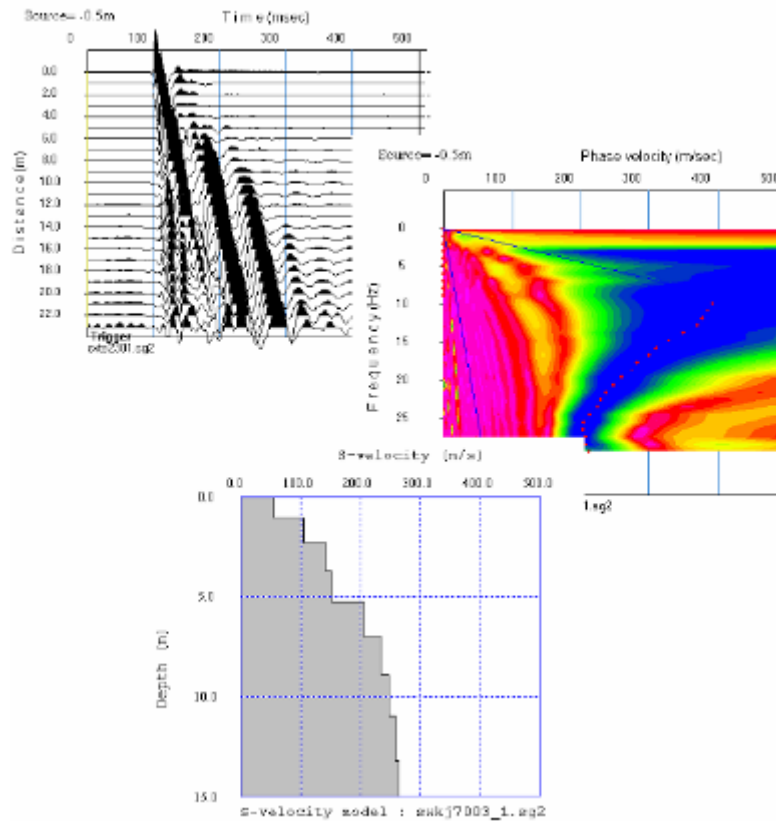 Source= -0.5m
Time (msec)
0 100 200 300 400 500
0.0
2.0
4.0
6.0
8.0
10.0
12.0
14.0
16.0
18.0
20.0
22.0
Distance (m)
Trigger
Source= -0.5m
Phase velocity (m/sec)
0 100 200 300 400 500
0
5
10
15
20
25
Frequency (Hz)
1.sg2
S-velocity (m/s)
0.0 100.0 200.0 300.0 400.0 500.0
0.0
5.0
10.0
15.0
Depth (m)
S-velocity model : swkj7003_1.sg2